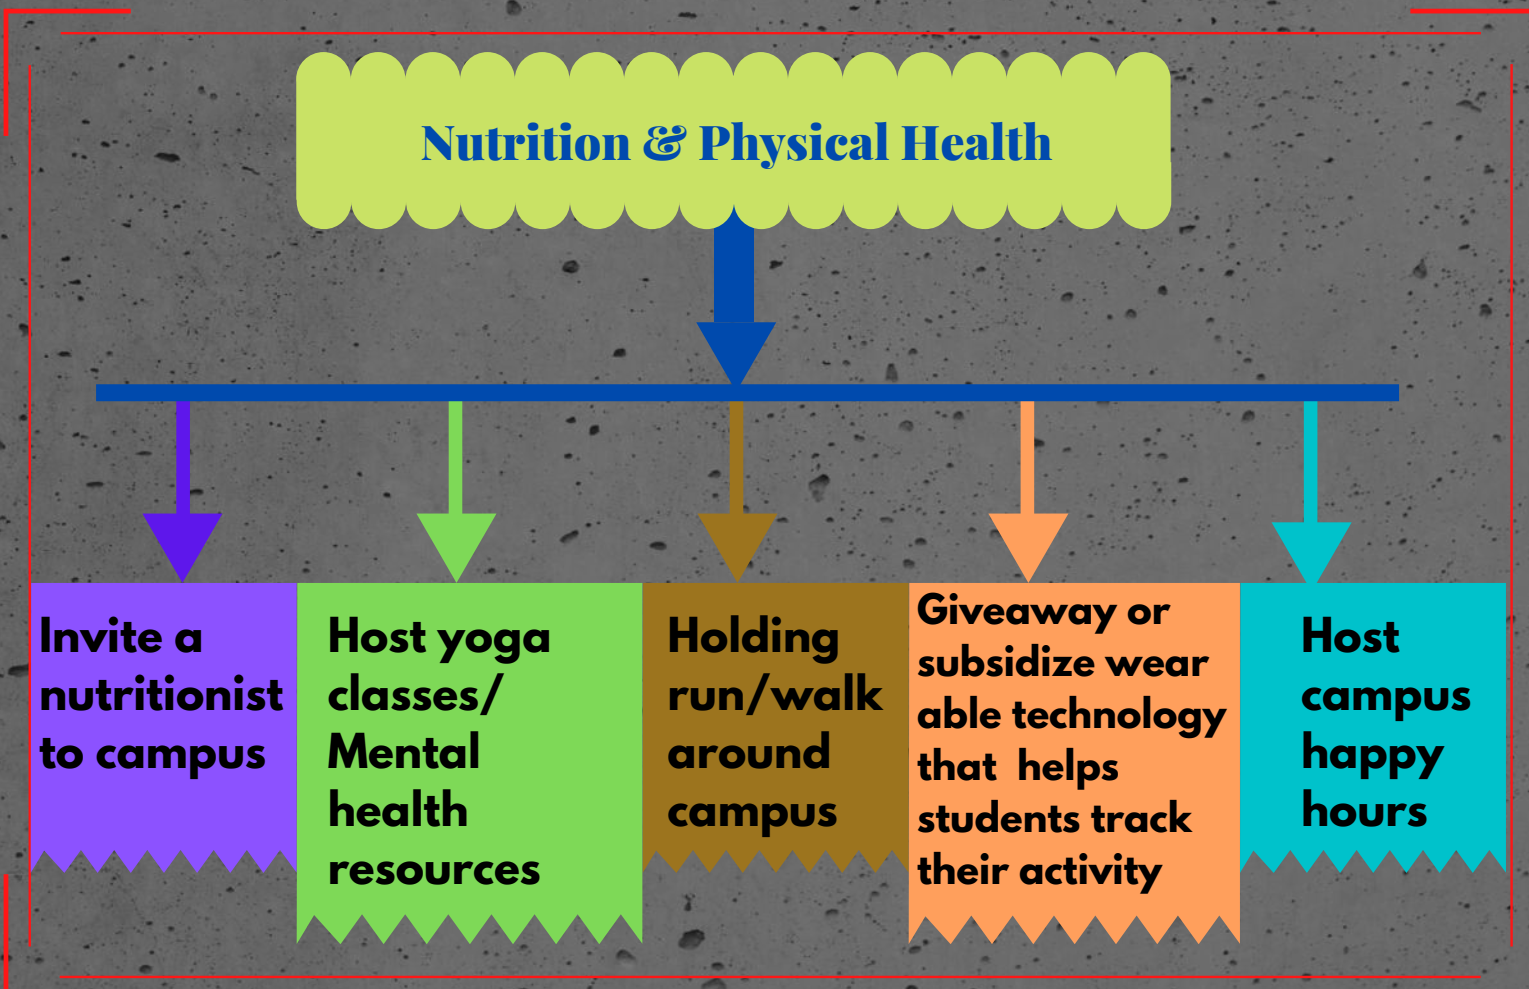 Nutrition & Physical Health
Invite a
nutritionist
to campus
Host yoga
classes/
Mental
health
resources
Holding
run/walk
around
campus
Giveaway or
subsidize wear
able technology
that  helps
students track
their activity
Host
campus
happy
hours